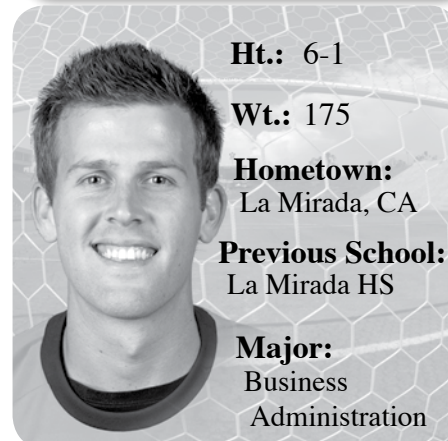 Ht.: 6-1
Wt.: 175
Hometown:
La Mirada, CA
Previous School:
La Mirada HS
Major:
Business
Administration